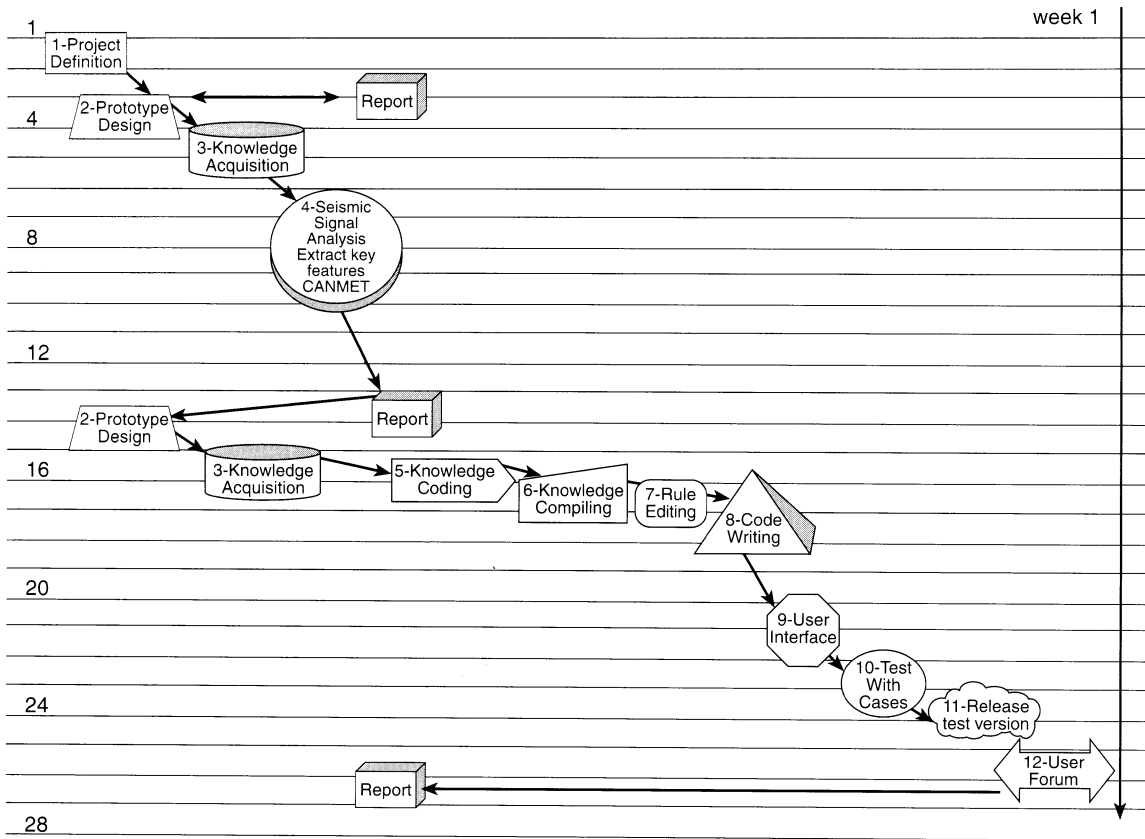 week 1
1
1-Project
Definition
2-Prototype
Design
Report
4
3-Knowledge
Acquisition
4-Seismic
Signal
Analysis
Extract key
features
CANMET
8
12
Report
2-Prototype
Design
16
3-Knowledge
Acquisition
5-Knowledge
Coding
6-Knowledge
Compiling
7-Rule
Editing
8-Code
Writing
20
9-User
Interface
10-Test
With
Cases
24
11-Release
test version
12-User
Forum
Report
28